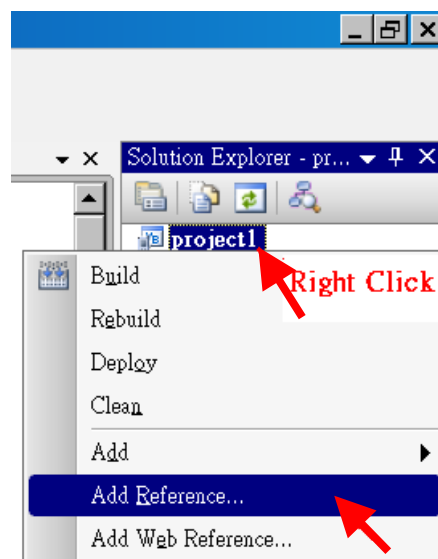 Solution Explorer - pr...
project1
Right Click
Build
Rebuild
Deploy
Clean
Add
Add Reference...
Add Web Reference...